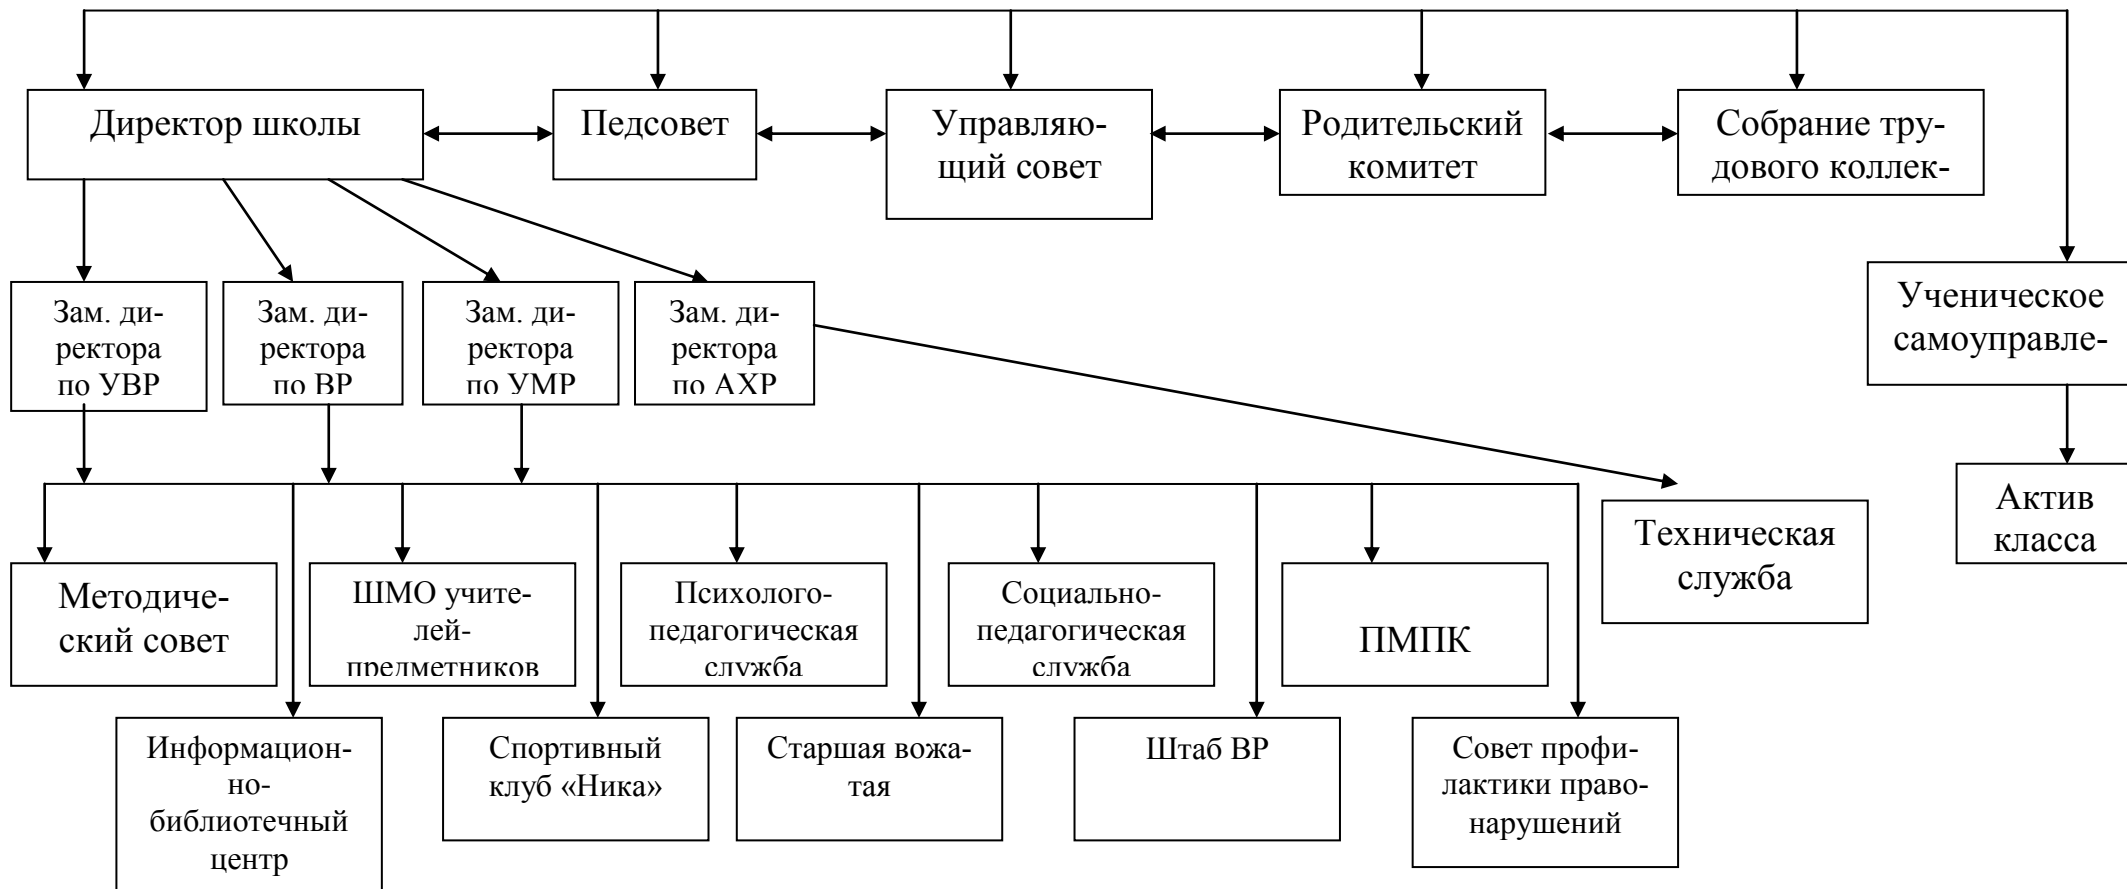 Директор школы
Педсовет
Управляю-
щий совет
Родительский
комитет
Собрание тру-
дового коллек-
Зам. ди-
ректора
по УВР
Зам. ди-
ректора
по ВР
Зам. ди-
ректора
по УМР
Зам. ди-
ректора
по АХР
Ученическое
самоуправле-
Актив
класса
Техническая
служба
Методиче-
ский совет
ШМО учите-
лей-
предметников
Психолого-
педагогическая
служба
Социально-
педагогическая
служба
ПМПК
Информацион-
но-
библиотечный
центр
Спортивный
клуб «Ника»
Старшая вожа-
тая
Штаб ВР
Совет профи-
лактики право-
нарушений